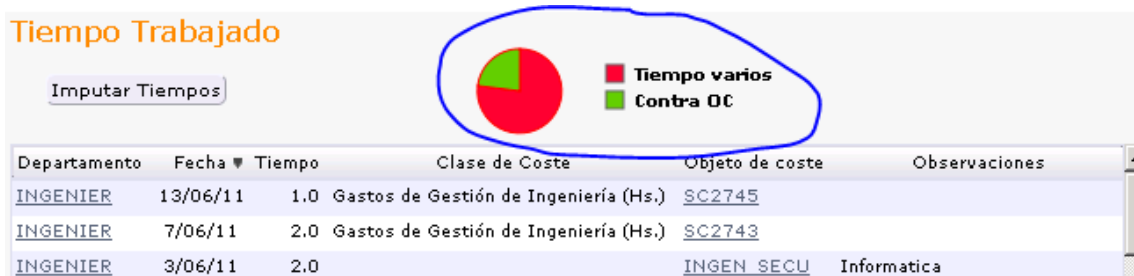 Tiempo Trabajado
Tiempo varios
Imputar Tiempos
Contra OC
Departamento Fecha Tiempo Clase de Coste Objeto de coste Observaciones
INGENIER 13/06/11 1.0 Gastos de Gestión de Ingeniería (Hs.) SC2745
INGENIER 7/06/11 2.0 Gastos de Gestión de Ingeniería (Hs.) SC2743
INGENIER 3/06/11 2.0 INGEN SECU Informatica